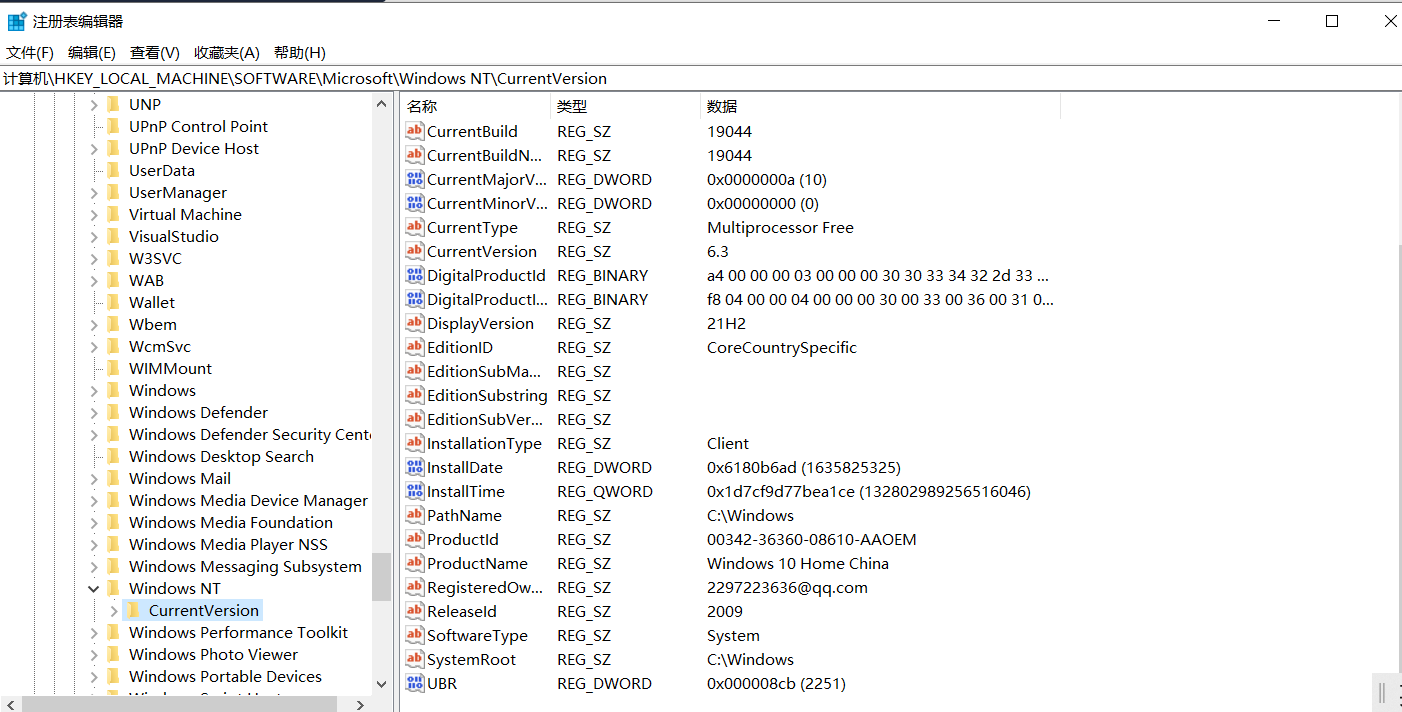 注册表编辑器
文件(F) 编辑(E) 查看(V) 收藏夹(A) 帮助(H)
计算机\HKEY_LOCAL_MACHINE\SOFTWARE\Microsoft\Windows NT\CurrentVersion
UNP
UPnP Control Point
UPnP Device Host
UserData
UserManager
Virtual Machine
VisualStudio
W3SVC
WAB
Wallet
Wbem
WcmSvc
WIMMount
Windows
Windows Defender
Windows Defender Security Cente
Windows Desktop Search
Windows Mail
Windows Media Device Manager
Windows Media Foundation
Windows Media Player NSS
Windows Messaging Subsystem
Windows NT
CurrentVersion
Windows Performance Toolkit
Windows Photo Viewer
Windows Portable Devices
名称 类型 数据
CurrentBuild REG_SZ 19044
CurrentBuildN... REG_SZ 19044
CurrentMajorV... REG_DWORD 0x0000000a (10)
CurrentMinorV... REG_DWORD 0x00000000 (0)
CurrentType REG_SZ Multiprocessor Free
CurrentVersion REG_SZ 6.3
DigitalProductId REG_BINARY a4 00 00 00 03 00 00 00 30 30 33 34 32 2d 33 ...
DigitalProductI... REG_BINARY f8 04 00 00 04 00 00 00 30 00 33 00 36 00 31 0...
DisplayVersion REG_SZ 21H2
EditionID REG_SZ CoreCountrySpecific
EditionSubMa... REG_SZ
EditionSubstring REG_SZ
EditionSubVer... REG_SZ
InstallationType REG_SZ Client
InstallDate REG_DWORD 0x6180b6ad (1635825325)
InstallTime REG_QWORD 0x1d7cf9d77bea1ce (132802989256516046)
PathName REG_SZ C:\Windows
ProductId REG_SZ 00342-36360-08610-AAOEM
ProductName REG_SZ Windows 10 Home China
RegisteredOw... REG_SZ 2297223636@qq.com
ReleaseId REG_SZ 2009
SoftwareType REG_SZ System
SystemRoot REG_SZ C:\Windows
UBR REG_DWORD 0x000008cb (2251)